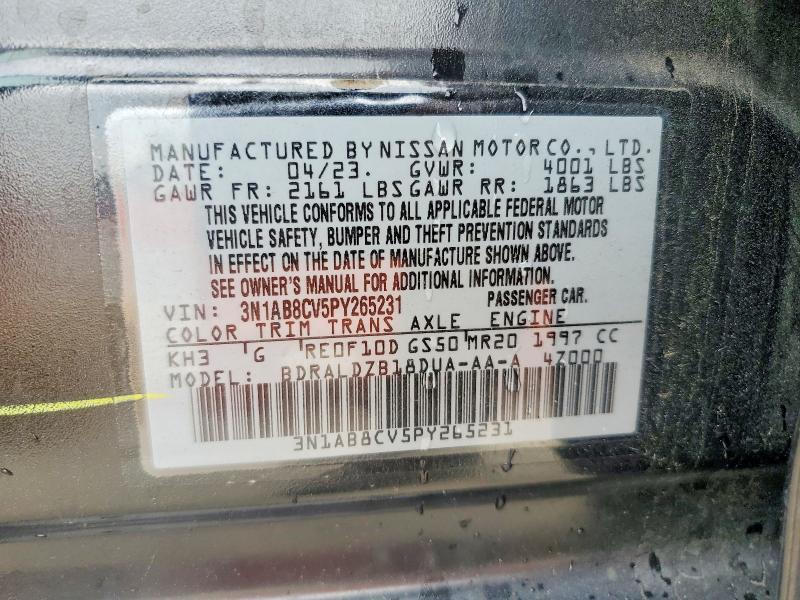 MANUFACTURED BY NISSAN MOTOR CO., LTD.
DATE: 04/23. GVWR: 4001 LBS
GAWR FR: 2161 LBS GAWR RR: 1863 LBS
THIS VEHICLE CONFORMS TO ALL APPLICABLE FEDERAL MOTOR
VEHICLE SAFETY, BUMPER AND THEFT PREVENTION STANDARDS
IN EFFECT ON THE DATE OF MANUFACTURE SHOWN ABOVE.
SEE OWNER'S MANUAL FOR ADDITIONAL INFORMATION.
VIN: 3N1AB8CV5PY265231 PASSENGER CAR.
COLOR TRIM TRANS AXLE ENGINE
KH3 G RE0F10D GS50 MR20 1997 CC
MODEL: BDRALDZB18DUA-AA-A 4Z000
3N1AB8CV5PY265231